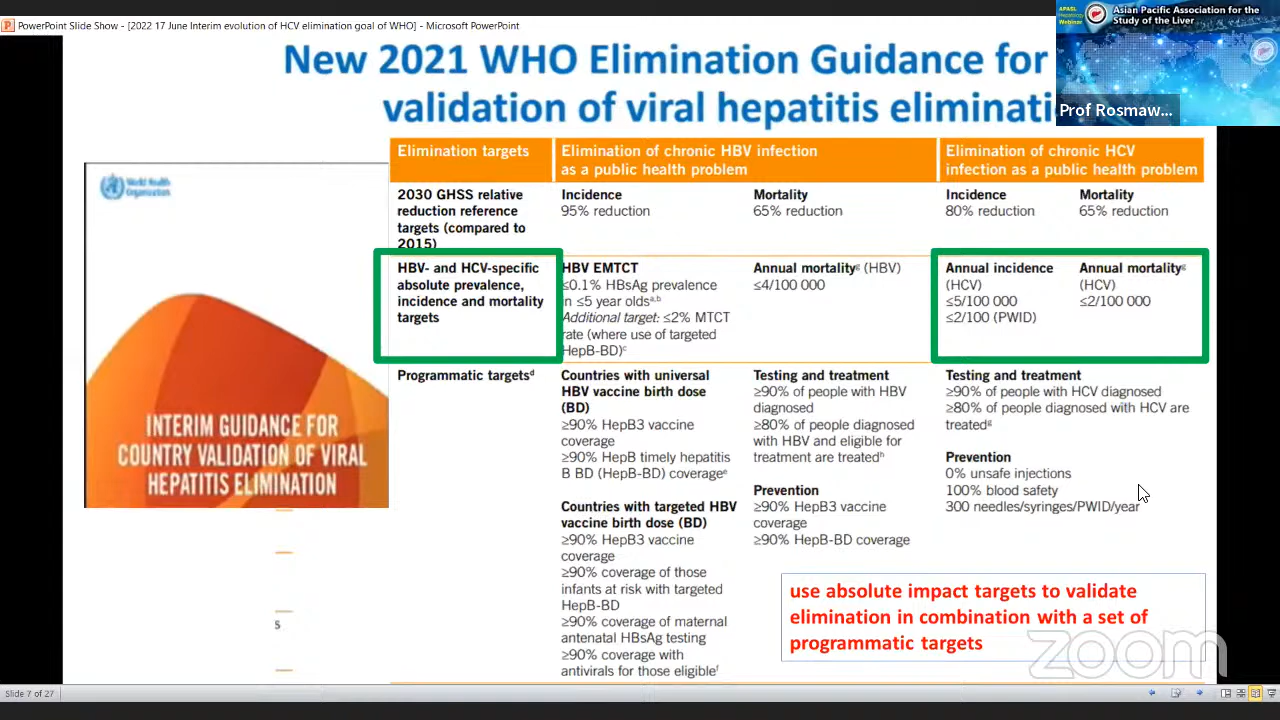 PowerPoint Slide Show - [2022 17 June Interim evolution of HCV elimination goal of WHO] - Microsoft PowerPoint
APASL
Hepatology
Webinar
Asian Pacific Association for the
Study of the Liver
Prof Rosmaw...
New 2021 WHO Elimination Guidance for
validation of viral hepatitis eliminati
World Health
Organization
INTERIM GUIDANCE FOR
COUNTRY VALIDATION OF VIRAL
HEPATITIS ELIMINATION
Elimination targets
Elimination of chronic HBV infection
as a public health problem
Elimination of chronic HCV
infection as a public health problem
2030 GHSS relative
reduction reference
targets (compared to
2015)
Incidence
95% reduction
Mortality
65% reduction
Incidence
80% reduction
Mortality
65% reduction
HBV- and HCV-specific
absolute prevalence,
incidence and mortality
targets
HBV EMTCT
≤0.1% HBsAg prevalence
in ≤5 year oldsᵃ,ᵇ
Additional target: ≤2% MTCT
rate (where use of targeted
HepB-BD)ᶜ
Annual mortalityᵍ (HBV)
≤4/100 000
Annual incidence
(HCV)
≤5/100 000
≤2/100 (PWID)
Annual mortalityᵍ
(HCV)
≤2/100 000
Programmatic targetsᵈ
Countries with universal
HBV vaccine birth dose
(BD)
≥90% HepB3 vaccine
coverage
≥90% HepB timely hepatitis
B BD (HepB-BD) coverageᵉ
Countries with targeted HBV
vaccine birth dose (BD)
≥90% HepB3 vaccine
coverage
≥90% coverage of those
infants at risk with targeted
HepB-BD
≥90% coverage of maternal
antenatal HBsAg testing
≥90% coverage with
antivirals for those eligibleᶠ
Testing and treatment
≥90% of people with HBV
diagnosed
≥80% of people diagnosed
with HBV and eligible for
treatment are treatedʰ
Prevention
≥90% HepB3 vaccine
coverage
≥90% HepB-BD coverage
Testing and treatment
≥90% of people with HCV diagnosed
≥80% of people diagnosed with HCV are
treatedᵍ
Prevention
0% unsafe injections
100% blood safety
300 needles/syringes/PWID/year
use absolute impact targets to validate
elimination in combination with a set of
programmatic targets
zoom
Slide 7 of 27